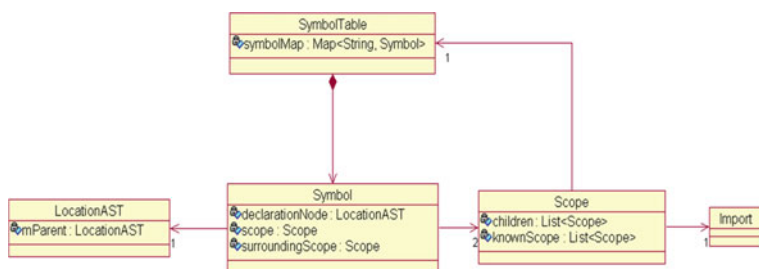 SymbolTable
symbolMap : Map<String, Symbol>
1
LocationAST
mParent : LocationAST
1
Symbol
declarationNode : LocationAST
scope : Scope
surroundingScope : Scope
2
Scope
children : List<Scope>
knownScope : List<Scope>
1
Import